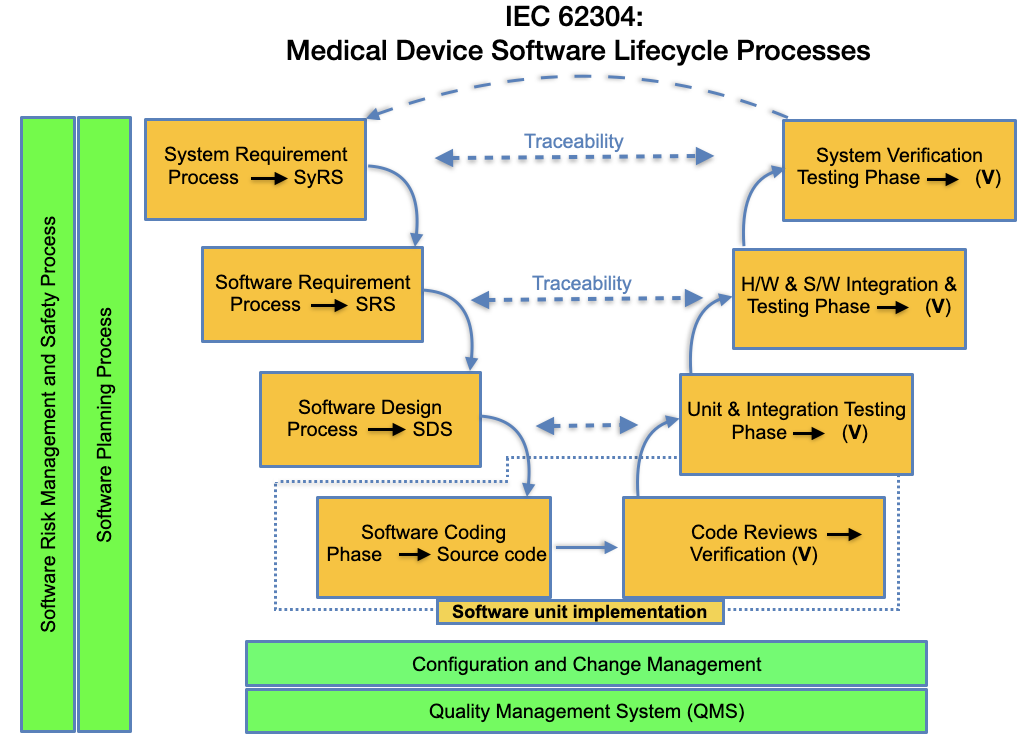 IEC 62304:
Medical Device Software Lifecycle Processes
Software Risk Management and Safety Process
Software Planning Process
System Requirement
Process → SyRS
Traceability
System Verification
Testing Phase → (V)
Software Requirement
Process → SRS
Traceability
H/W & S/W Integration &
Testing Phase → (V)
Software Design
Process → SDS
Unit & Integration Testing
Phase → (V)
Software Coding
Phase → Source code
Code Reviews →
Verification (V)
Software unit implementation
Configuration and Change Management
Quality Management System (QMS)